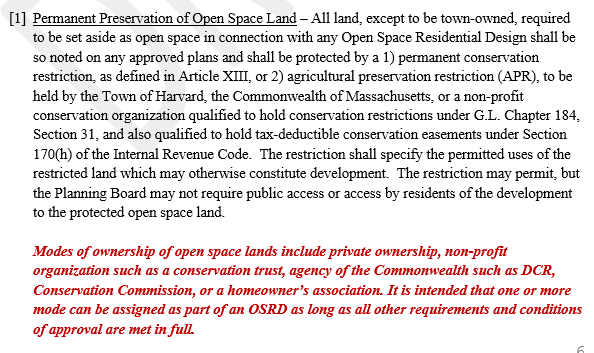 [1] Permanent Preservation of Open Space Land – All land, except to be town-owned, required
to be set aside as open space in connection with any Open Space Residential Design shall be
so noted on any approved plans and shall be protected by a 1) permanent conservation
restriction, as defined in Article XIII, or 2) agricultural preservation restriction (APR), to be
held by the Town of Harvard, the Commonwealth of Massachusetts, or a non-profit
conservation organization qualified to hold conservation restrictions under G.L. Chapter 184,
Section 31, and also qualified to hold tax-deductible conservation easements under Section
170(h) of the Internal Revenue Code.  The restriction shall specify the permitted uses of the
restricted land which may otherwise constitute development.  The restriction may permit, but
the Planning Board may not require public access or access by residents of the development
to the protected open space land.
Modes of ownership of open space lands include private ownership, non-profit
organization such as a conservation trust, agency of the Commonwealth such as DCR,
Conservation Commission, or a homeowner's association. It is intended that one or more
mode can be assigned as part of an OSRD as long as all other requirements and conditions
of approval are met in full.
6